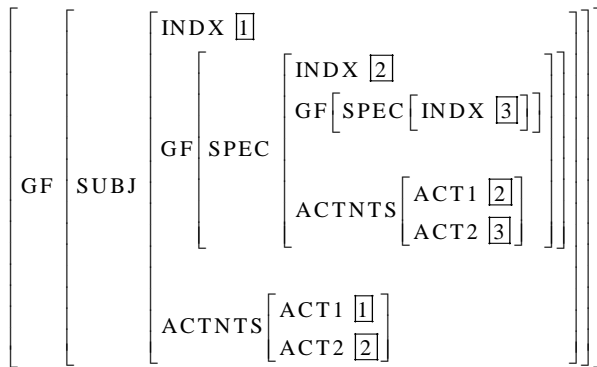 INDX 1
INDX 2
GF SPEC INDX 3
GF SPEC
GF SUBJ
ACTNTS ACT1 2
ACT2 3
ACTNTS ACT1 1
ACT2 2